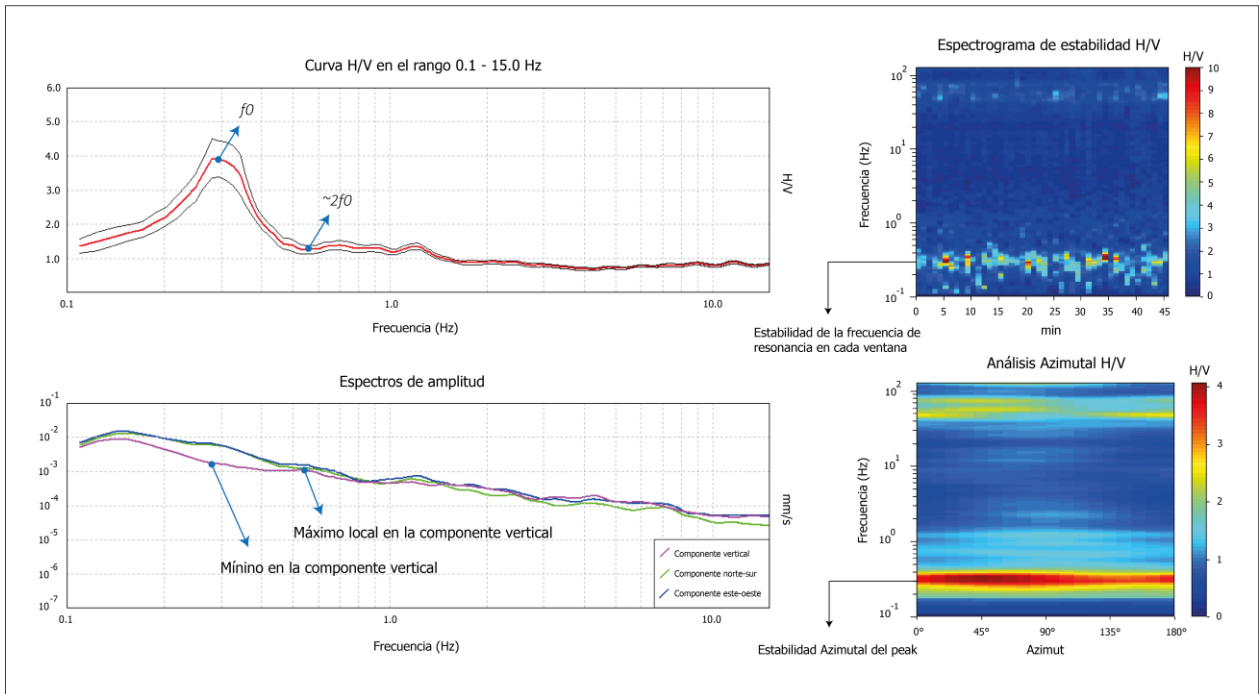 Curva H/V en el rango 0.1 - 15.0 Hz
6.0
5.0
4.0
3.0
2.0
1.0
f0
~2f0
H/V
0.1
1.0
10.0
Frecuencia (Hz)
Espectrograma de estabilidad H/V
Frecuencia (Hz)
10²
10¹
10⁰
10⁻¹
0
5
10
15
20
25
30
35
40
45
min
H/V
10
9
8
7
6
5
4
3
2
1
0
Estabilidad de la frecuencia de
resonancia en cada ventana
Espectros de amplitud
10⁻¹
10⁻²
10⁻³
10⁻⁴
10⁻⁵
10⁻⁶
10⁻⁷
mm/s
Máximo local en la componente vertical
Mínino en la componente vertical
Componente vertical
Componente norte-sur
Componente este-oeste
0.1
1.0
10.0
Frecuencia (Hz)
Análisis Azimutal H/V
Frecuencia (Hz)
10²
10¹
10⁰
10⁻¹
0°
45°
90°
135°
180°
Azimut
H/V
4
3
2
1
0
Estabilidad Azimutal del peak